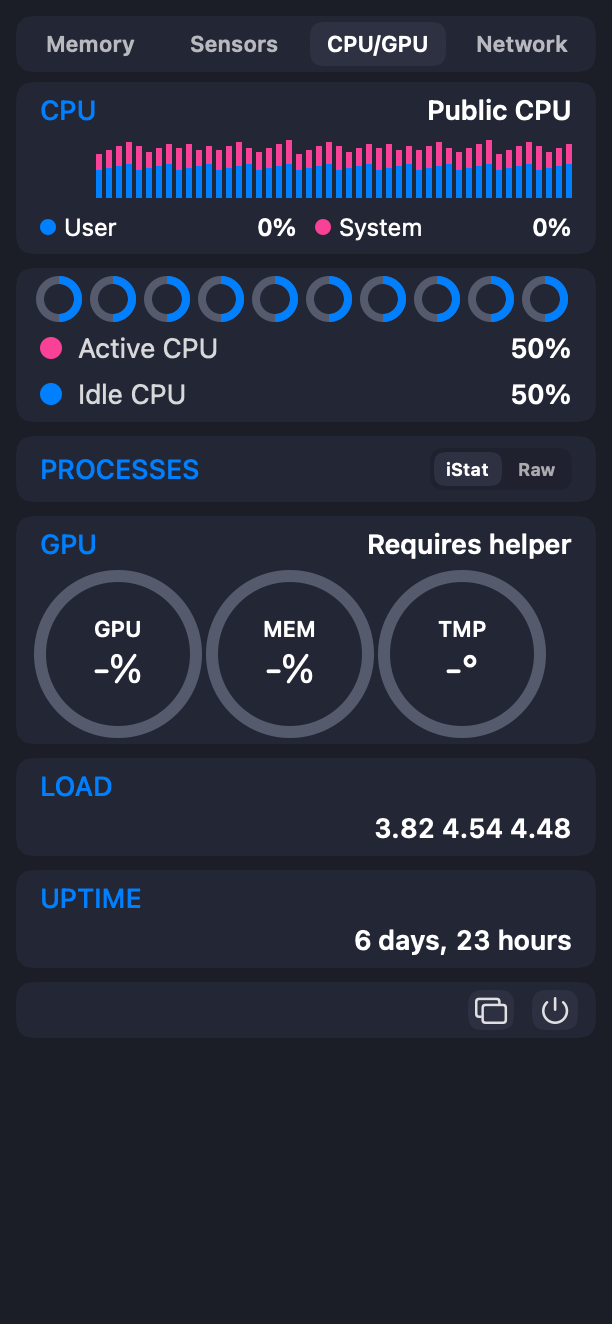 Memory Sensors CPU/GPU Network
CPU Public CPU
User 0% System 0%
Active CPU 50%
Idle CPU 50%
PROCESSES iStat Raw
GPU Requires helper
GPU MEM TMP
-% -% -°
LOAD
3.82 4.54 4.48
UPTIME
6 days, 23 hours